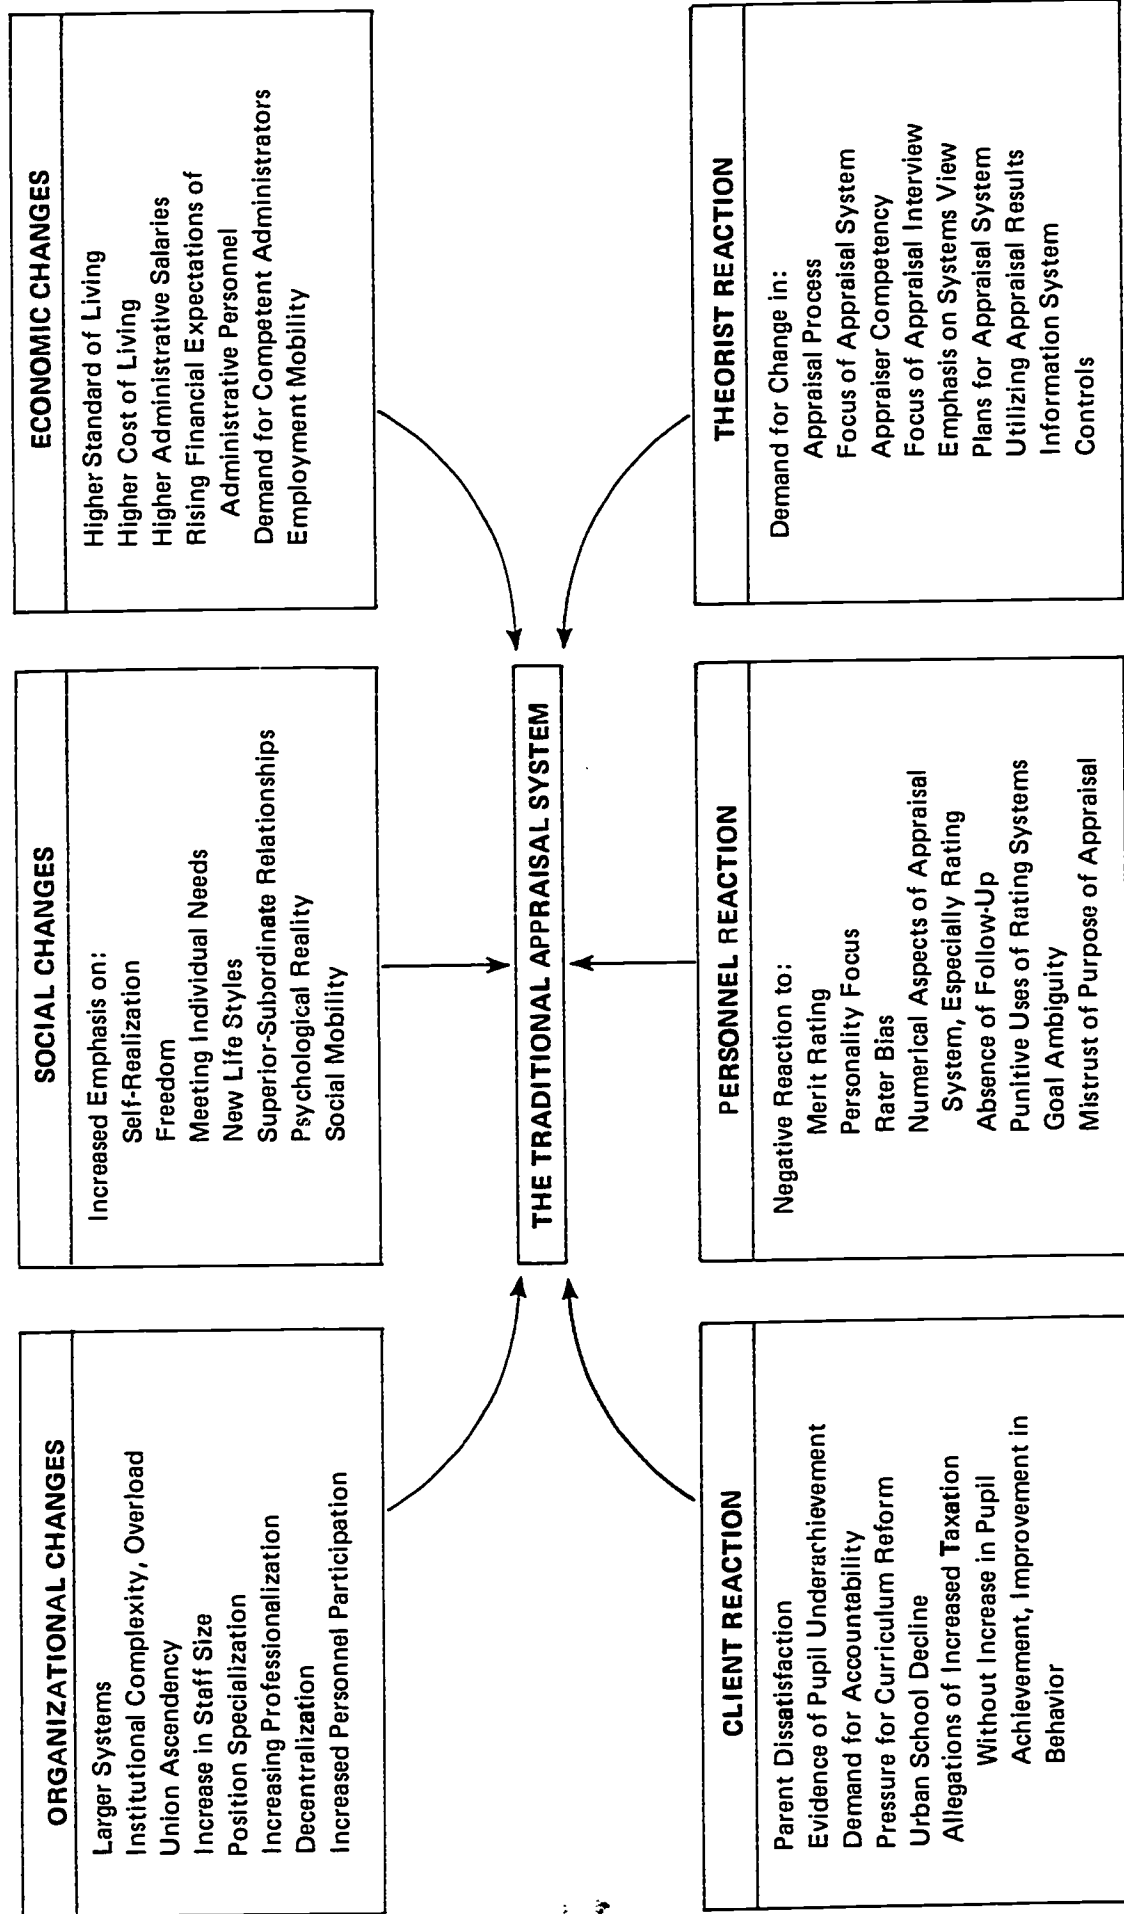 ORGANIZATIONAL CHANGES
Larger Systems
Institutional Complexity, Overload
Union Ascendency
Increase in Staff Size
Position Specialization
Increasing Professionalization
Decentralization
Increased Personnel Participation
SOCIAL CHANGES
Increased Emphasis on:
Self-Realization
Freedom
Meeting Individual Needs
New Life Styles
Superior-Subordinate Relationships
Psychological Reality
Social Mobility
ECONOMIC CHANGES
Higher Standard of Living
Higher Cost of Living
Higher Administrative Salaries
Rising Financial Expectations of
Administrative Personnel
Demand for Competent Administrators
Employment Mobility
THE TRADITIONAL APPRAISAL SYSTEM
CLIENT REACTION
Parent Dissatisfaction
Evidence of Pupil Underachievement
Demand for Accountability
Pressure for Curriculum Reform
Urban School Decline
Allegations of Increased Taxation
Without Increase in Pupil
Achievement, Improvement in
Behavior
PERSONNEL REACTION
Negative Reaction to:
Merit Rating
Personality Focus
Rater Bias
Numerical Aspects of Appraisal
System, Especially Rating
Absence of Follow-Up
Punitive Uses of Rating Systems
Goal Ambiguity
Mistrust of Purpose of Appraisal
THEORIST REACTION
Demand for Change in:
Appraisal Process
Focus of Appraisal System
Appraiser Competency
Focus of Appraisal Interview
Emphasis on Systems View
Plans for Appraisal System
Utilizing Appraisal Results
Information System
Controls